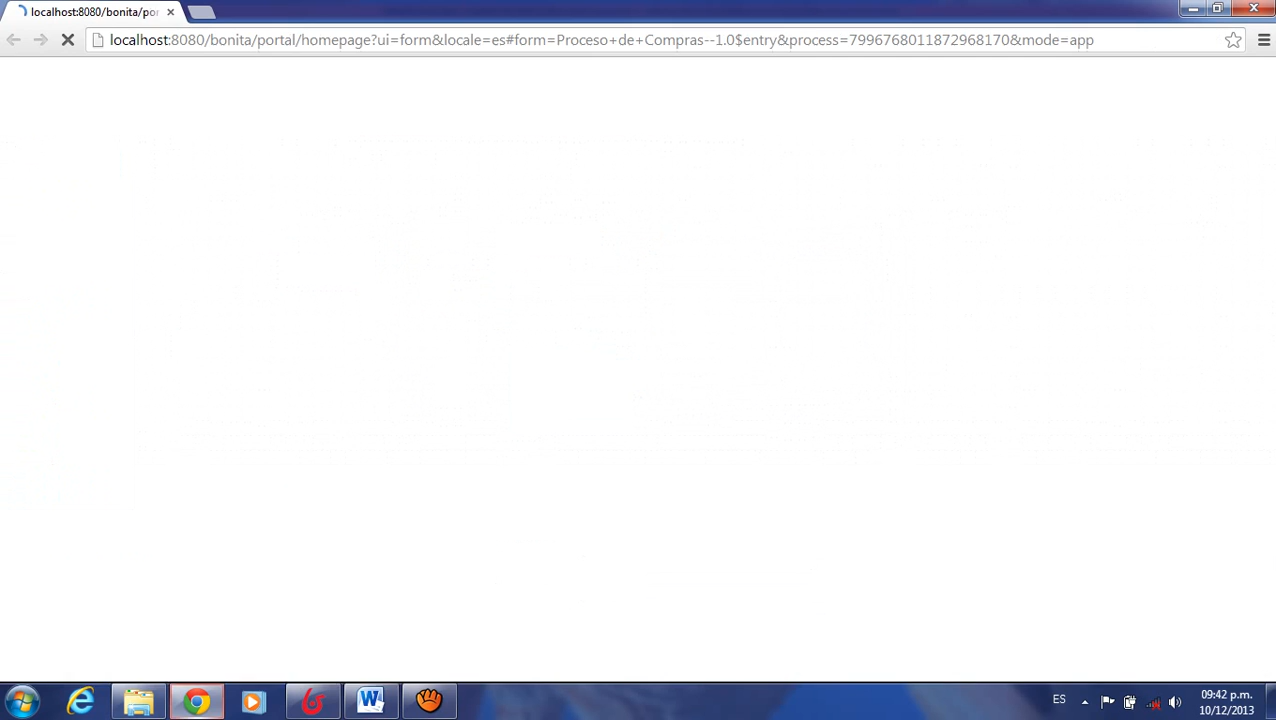 localhost:8080/bonita/por
localhost:8080/bonita/portal/homepage?ui=form&locale=es#form=Proceso+de+Compras--1.0$entry&process=7996768011872968170&mode=app
ES
09:42 p.m.
10/12/2013